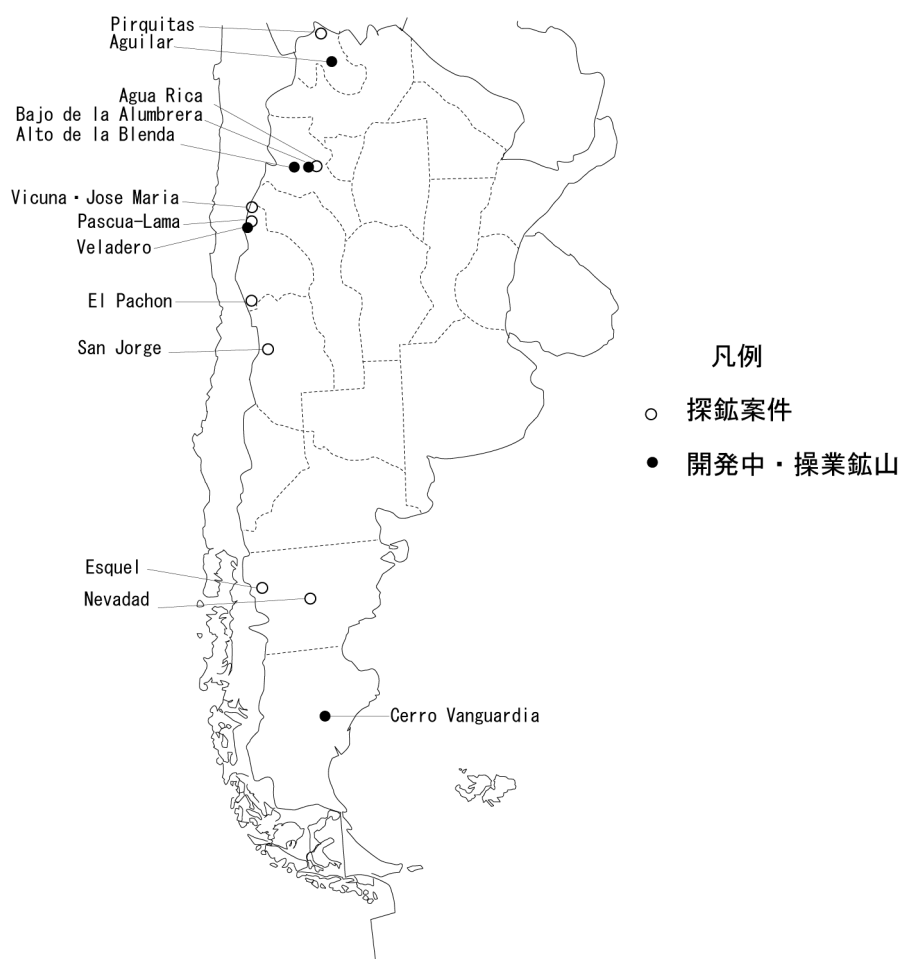 Pirquitas
Aguilar
Agua Rica
Bajo de la Alumbrera
Alto de la Blenda
Vicuna・Jose Maria
Pascua-Lama
Veladero
El Pachon
San Jorge
凡例
探鉱案件
開発中・操業鉱山
Esquel
Nevadad
Cerro Vanguardia